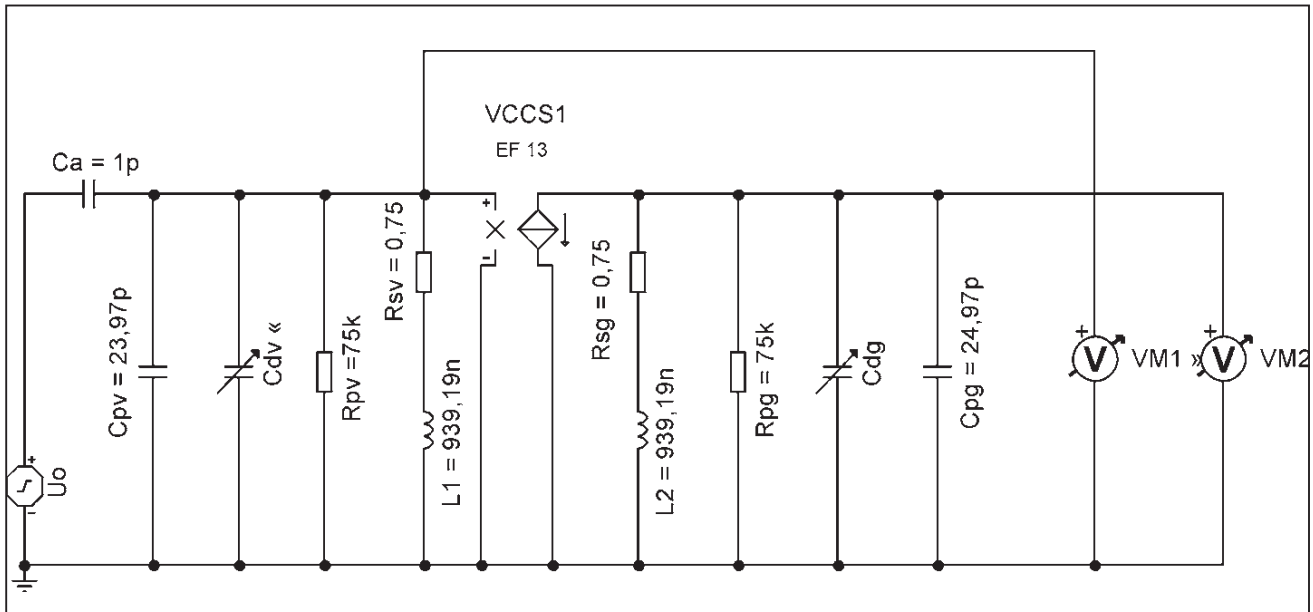 VCCS1
EF 13
Ca = 1p
Cpv = 23,97p
Cdv «
Rpv =75k
Rsv = 0,75
L1 = 939,19n
+
-
Rsg = 0,75
L2 = 939,19n
Rpg = 75k
Cdg
Cpg = 24,97p
+
V
VM1 »
+
V
VM2
+
Uo
-